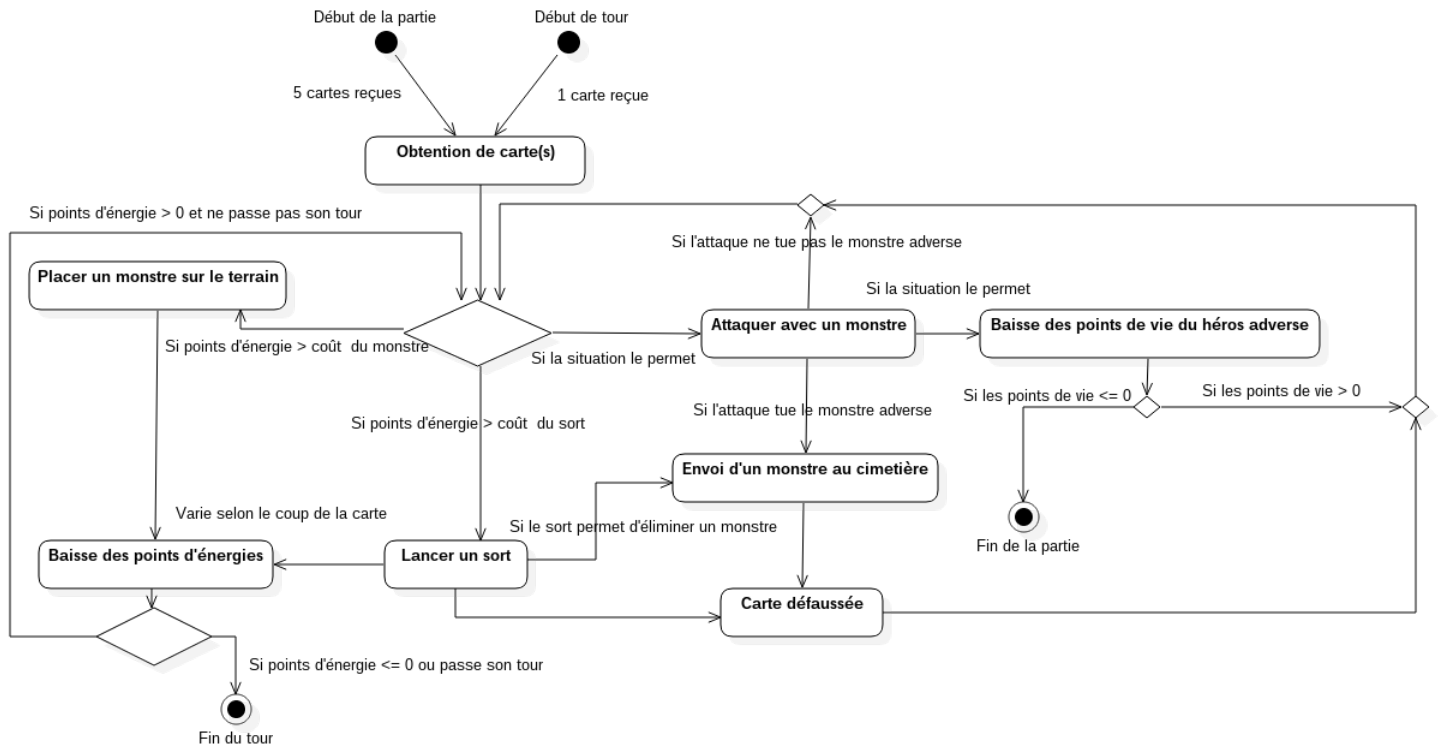 Début de la partie
Début de tour
5 cartes reçues
1 carte reçue
Obtention de carte(s)
Si points d'énergie > 0 et ne passe pas son tour
Si l'attaque ne tue pas le monstre adverse
Placer un monstre sur le terrain
Si la situation le permet
Attaquer avec un monstre
Baisse des points de vie du héros adverse
Si points d'énergie > coût du monstre
Si la situation le permet
Si les points de vie <= 0
Si les points de vie > 0
Si l'attaque tue le monstre adverse
Si points d'énergie > coût du sort
Envoi d'un monstre au cimetière
Varie selon le coup de la carte
Si le sort permet d'éliminer un monstre
Fin de la partie
Baisse des points d'énergies
Lancer un sort
Carte défaussée
Si points d'énergie <= 0 ou passe son tour
Fin du tour